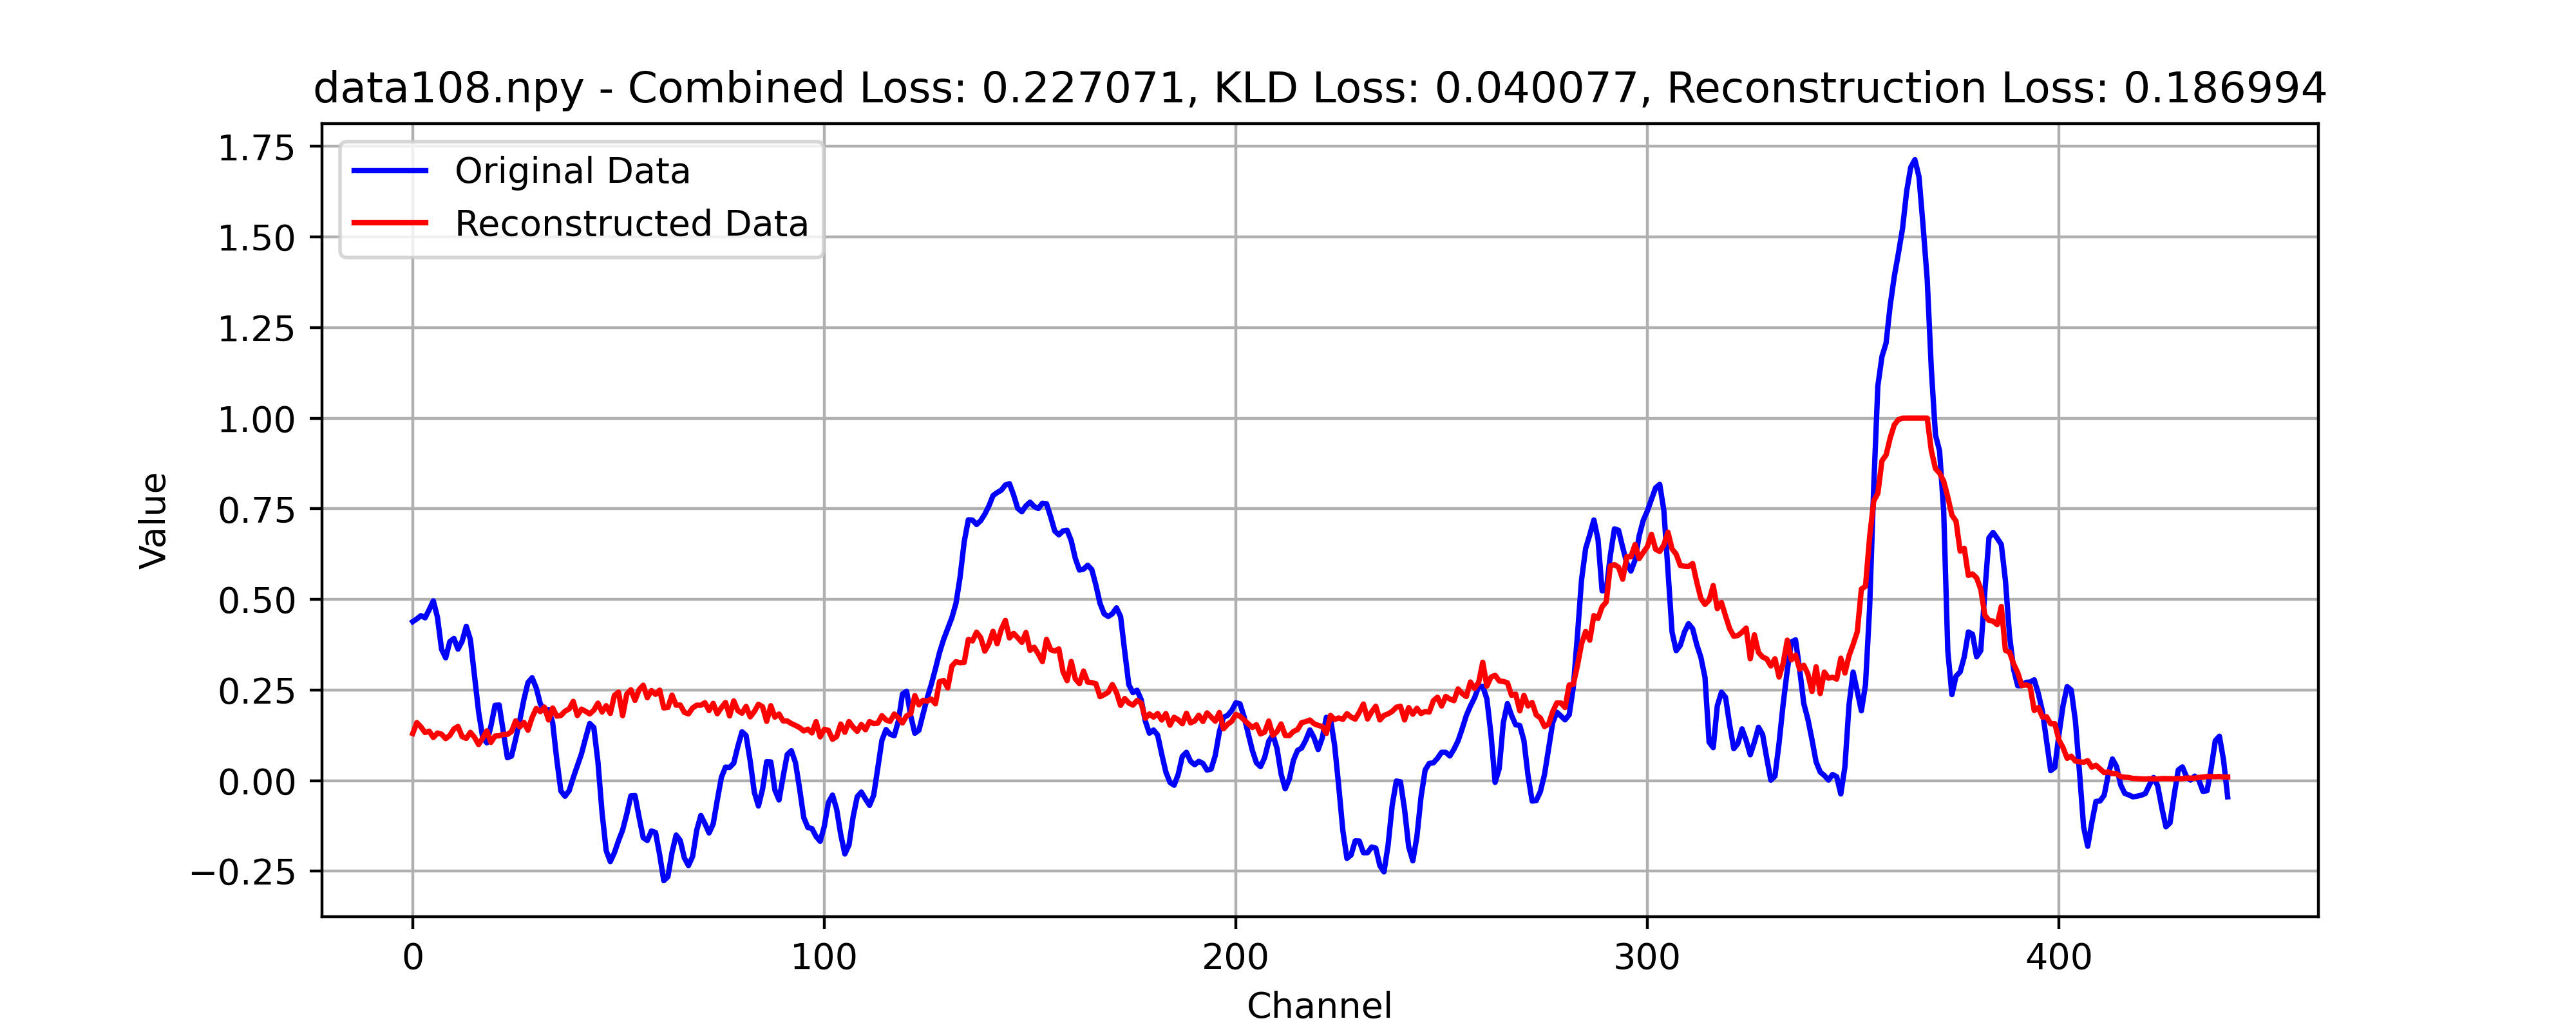 data108.npy - Combined Loss: 0.227071, KLD Loss: 0.040077, Reconstruction Loss: 0.186994
Original Data
Reconstructed Data
1.75
1.50
1.25
1.00
0.75
0.50
0.25
0.00
−0.25
Value
0 100 200 300 400
Channel